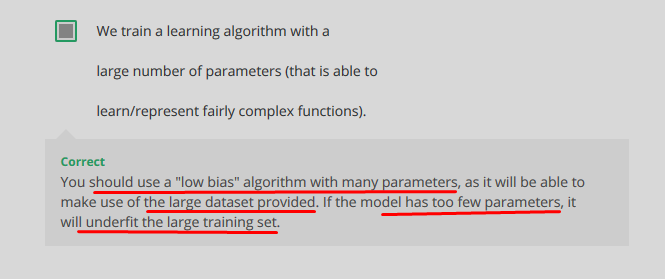 We train a learning algorithm with a
large number of parameters (that is able to
learn/represent fairly complex functions).
Correct
You should use a "low bias" algorithm with many parameters, as it will be able to
make use of the large dataset provided. If the model has too few parameters, it
will underfit the large training set.